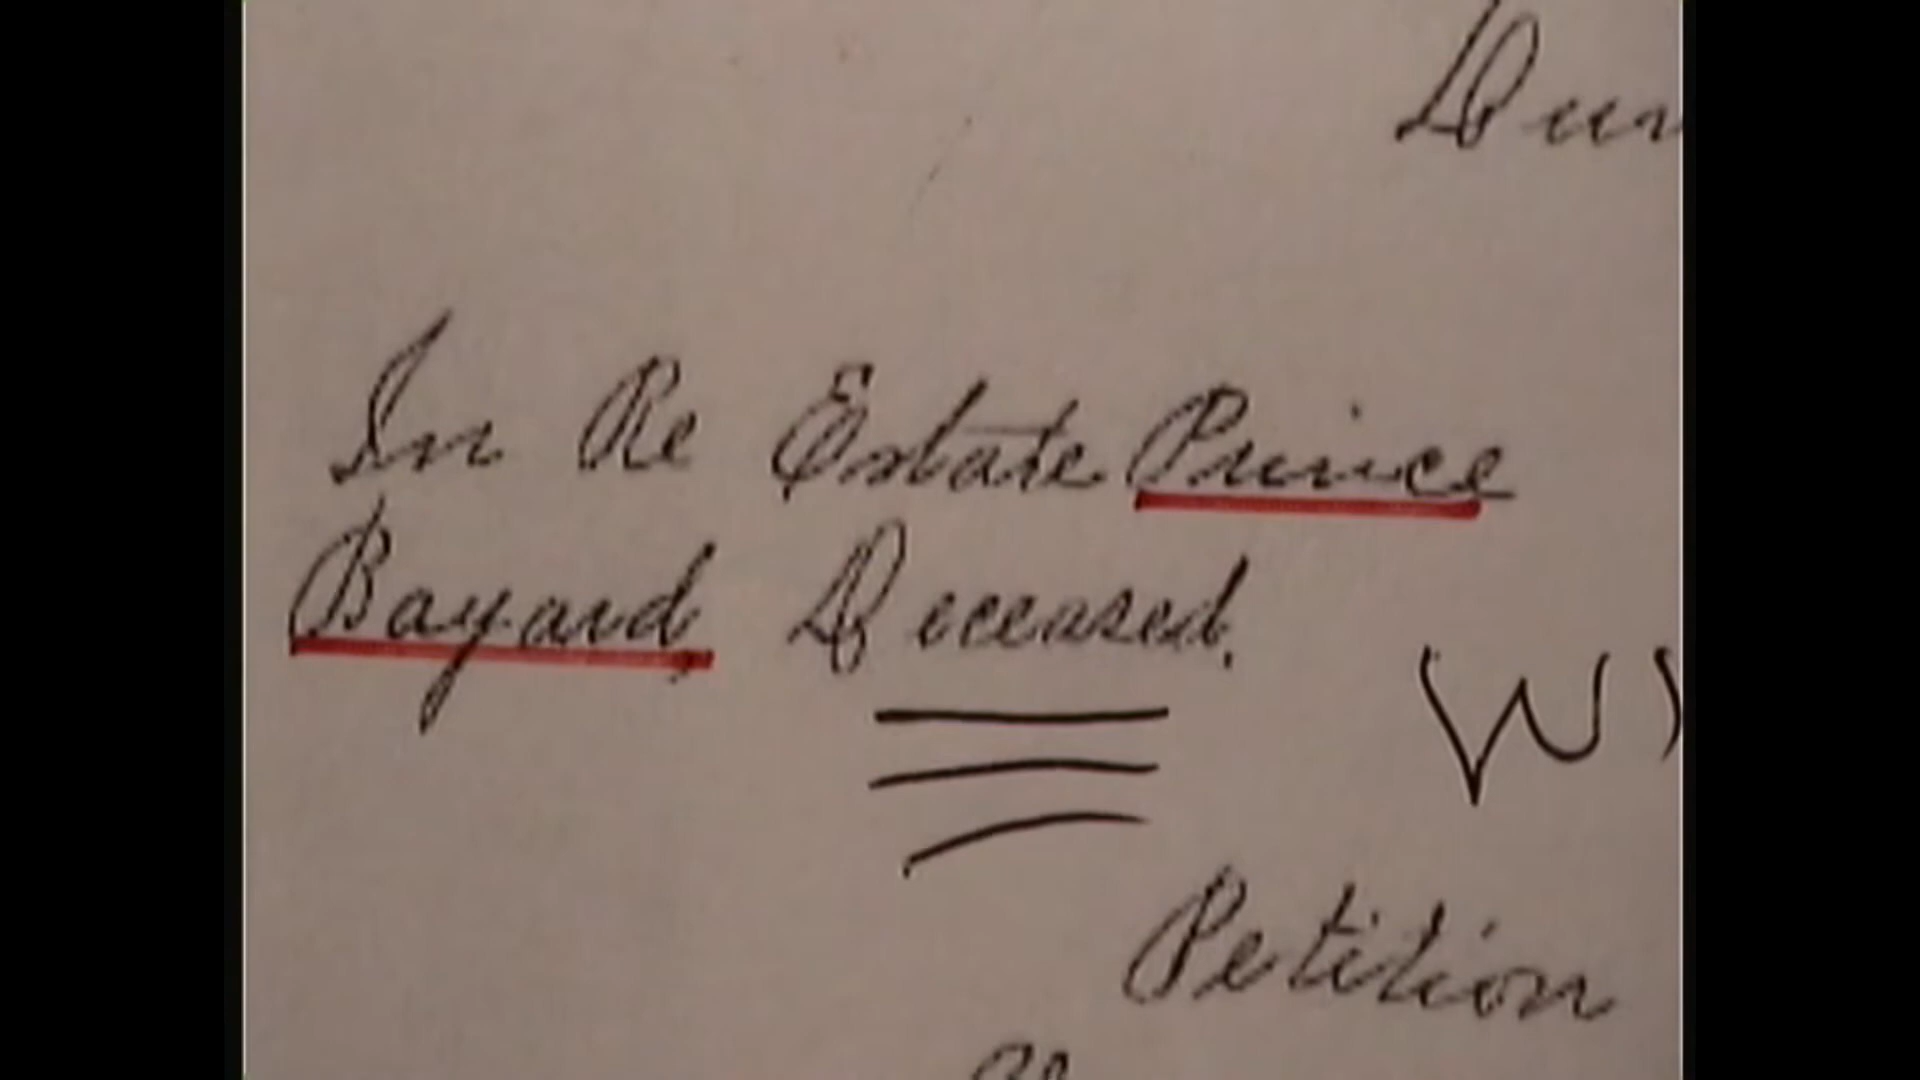 In Re Estate Prince
Bayard Deceased.
Petition